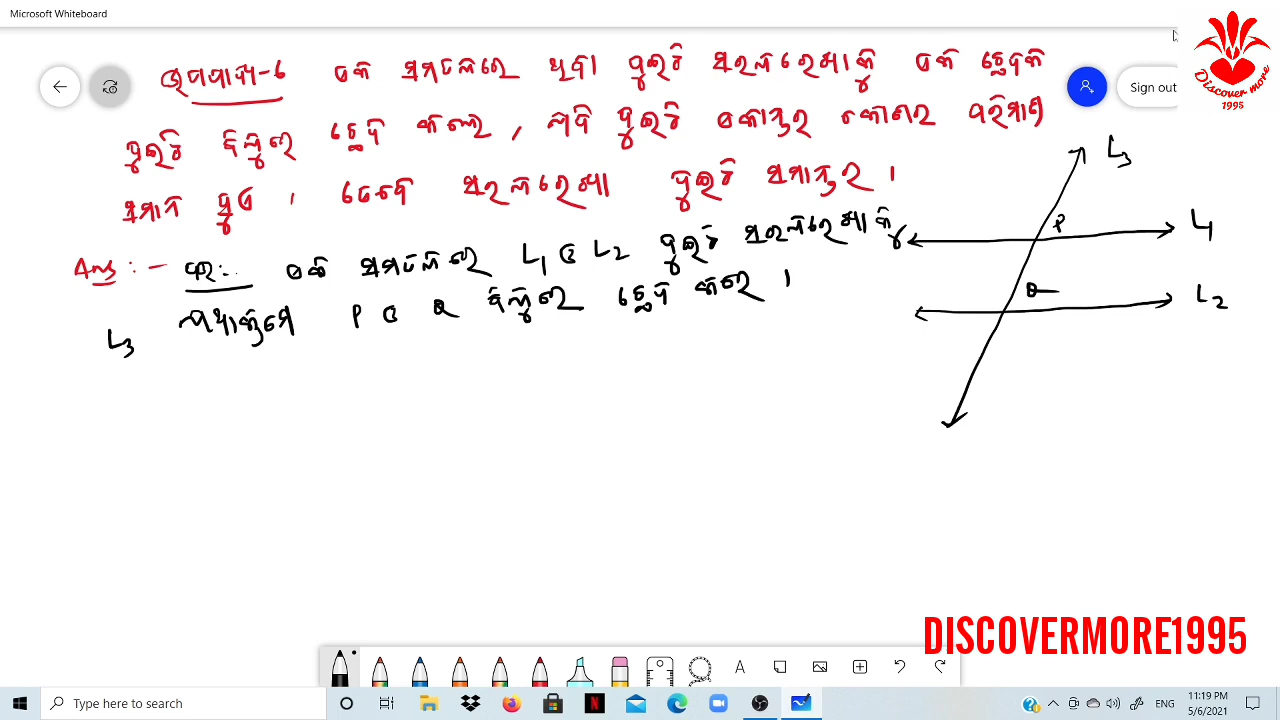 Microsoft Whiteboard
Discover more
1995
Sign out
ଉପପାଦ୍ୟ-6 ଏକ ସମତଳରେ ଥିବା ଦୁଇଟି ସରଳରେଖାକୁ ଏକ ଛେଦକ
ଦୁଇଟି ବିନ୍ଦୁରେ ଛେଦ କଲେ, ଯଦି ଦୁଇଟି ଏକାନ୍ତର କୋଣର ପରିମାଣ
ସମାନ ହୁଏ । ତେବେ ସରଳରେଖା ଦୁଇଟି ସମାନ୍ତର ।
Ans :- ଦତ୍ତ:- ଏକ ସମତଳରେ L1 ଓ L2 ଦୁଇଟି ସରଳରେଖାକୁ
L3 ଯଥାକ୍ରମେ P ଓ Q ବିନ୍ଦୁରେ ଛେଦ କରେ ।
L3
P
L1
L2
DISCOVERMORE1995
Type here to search
ENG
11:19 PM
5/6/2021